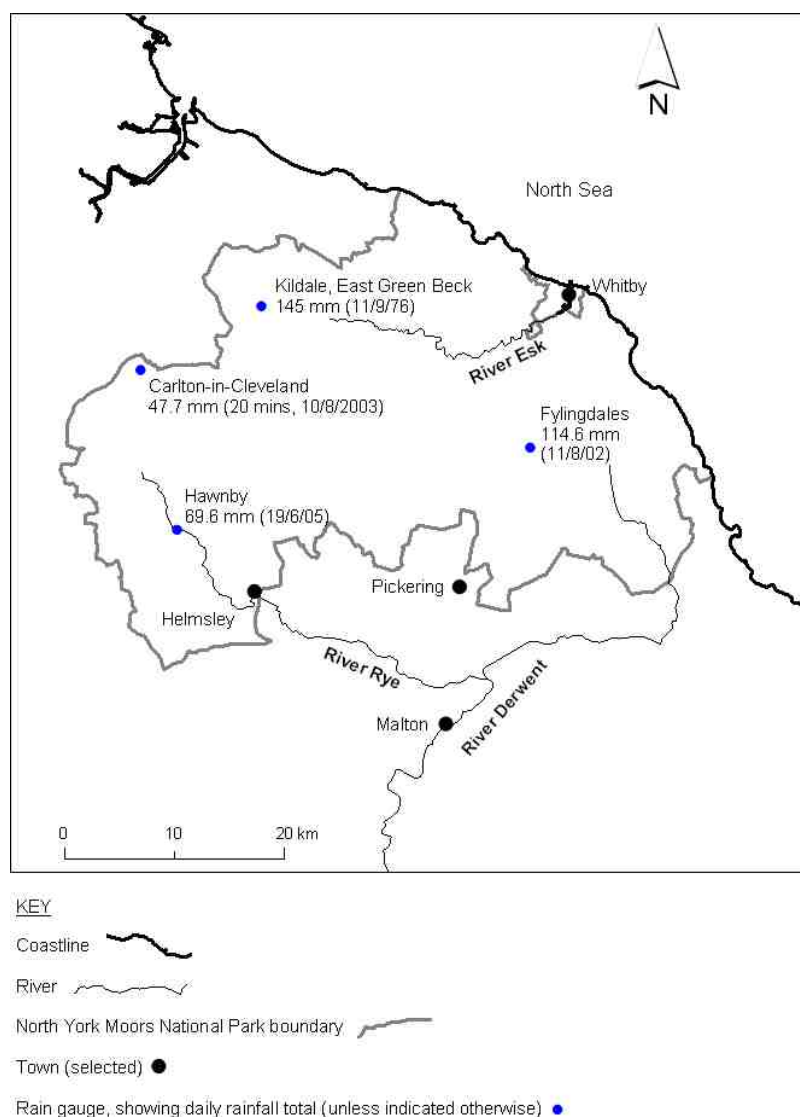 N
North Sea
Kildale, East Green Beck
145 mm (11/9/76)
Whitby
River Esk
Carlton-in-Cleveland
47.7 mm (20 mins, 10/8/2003)
Fylingdales
114.6 mm
(11/8/02)
Hawnby
69.6 mm (19/6/05)
Pickering
Helmsley
River Rye
River Derwent
Malton
0 10 20 km
KEY
Coastline
River
North York Moors National Park boundary
Town (selected)
Rain gauge, showing daily rainfall total (unless indicated otherwise)